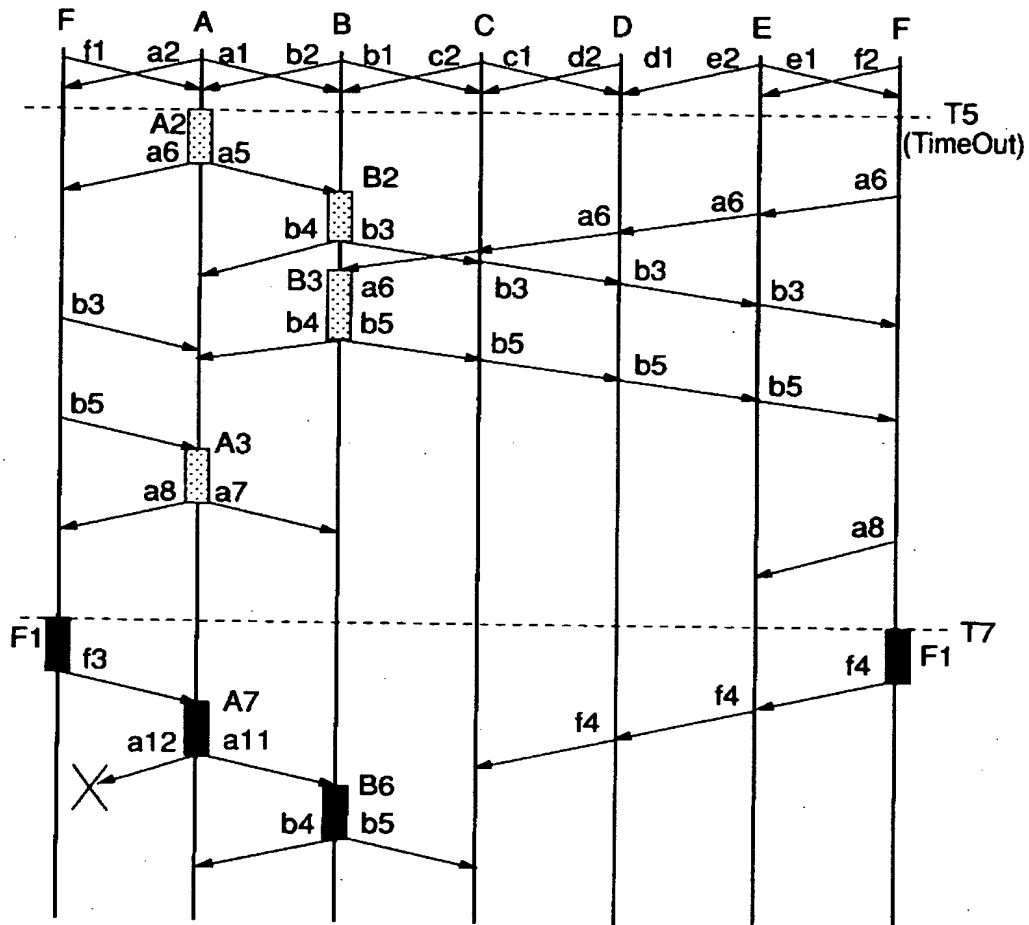 F A B C D E F
f1 a2 a1 b2 b1 c2 c1 d2 d1 e2 e1 f2
T5
(TimeOut)
A2
a6 a5
B2
a6
a6
a6
b4 b3
B3 a6
b3
b3
b3
b3
b4 b5
b5
b5
b5
b5
A3
a8 a7
a8
T7
F1
F1
f3
f4
A7
f4
f4
a12 a11
B6
b4 b5